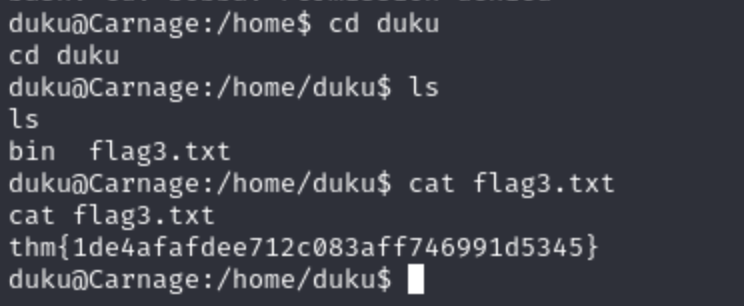 duku@Carnage:/home$ cd duku
cd duku
duku@Carnage:/home/duku$ ls
ls
bin  flag3.txt
duku@Carnage:/home/duku$ cat flag3.txt
cat flag3.txt
thm{1de4afafdee712c083aff746991d5345}
duku@Carnage:/home/duku$